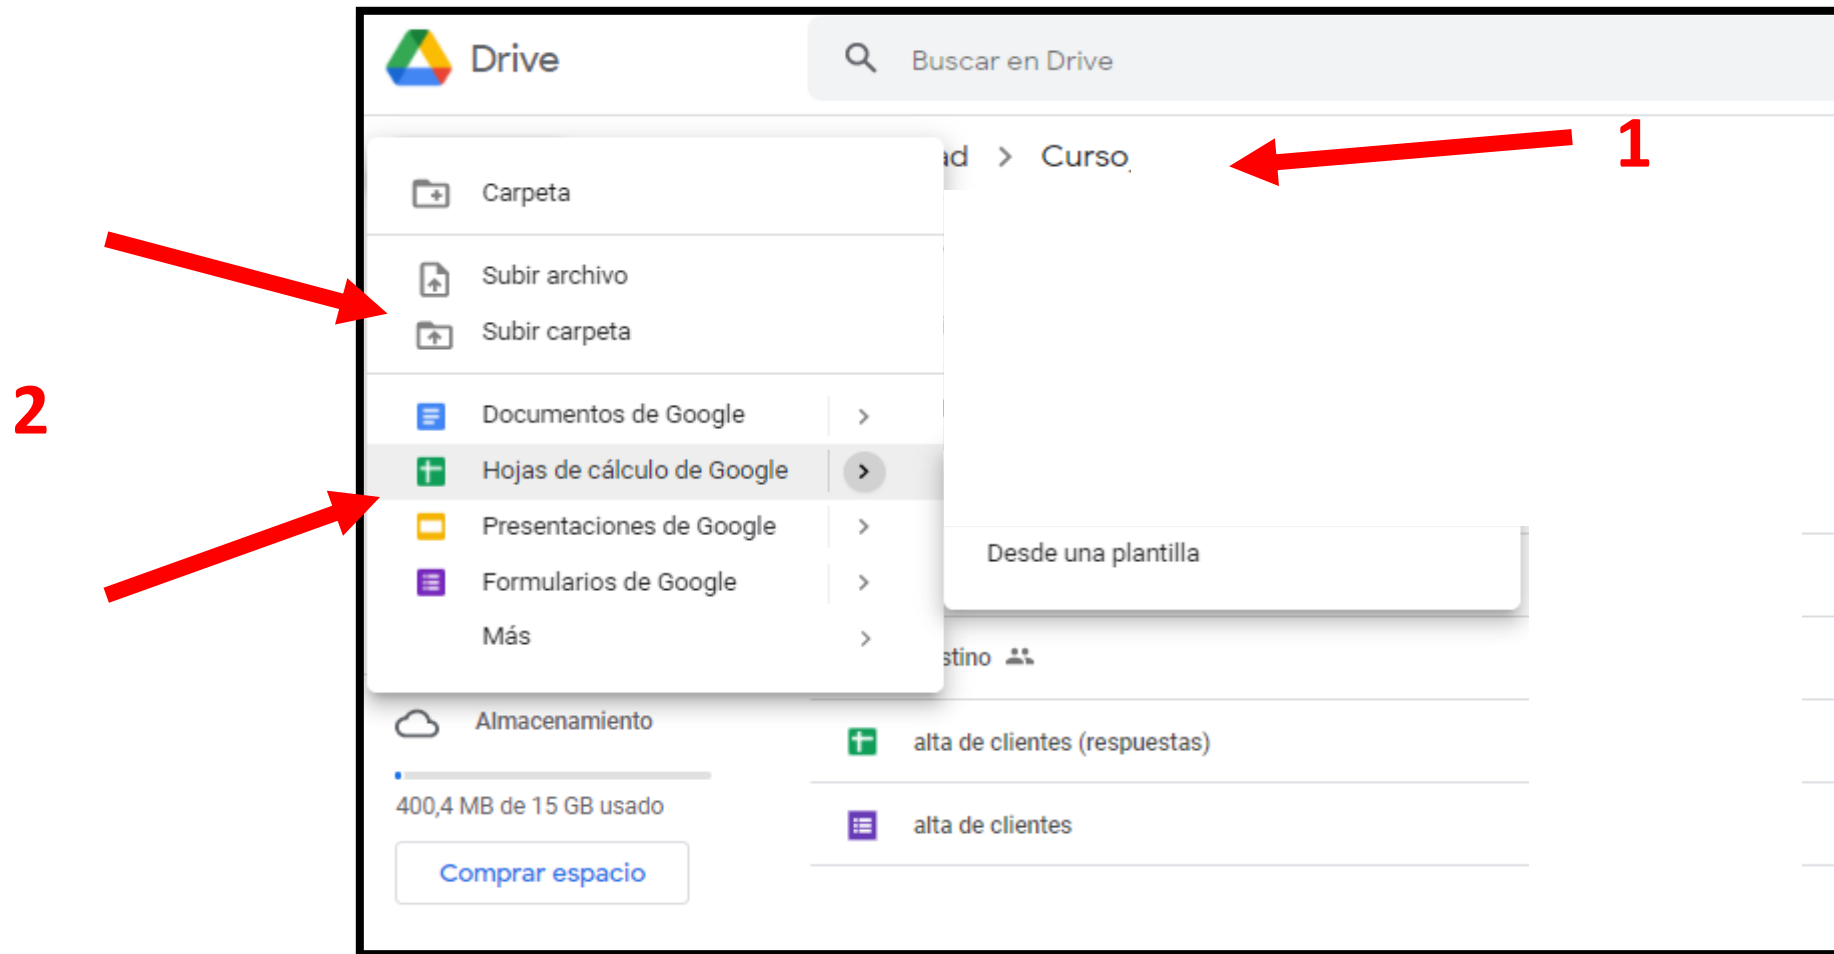 Drive
Buscar en Drive
1
ad > Curso
Carpeta
Subir archivo
Subir carpeta
2
Documentos de Google
Hojas de cálculo de Google
Presentaciones de Google
Desde una plantilla
Formularios de Google
Más
stino
Almacenamiento
alta de clientes (respuestas)
400,4 MB de 15 GB usado
alta de clientes
Comprar espacio